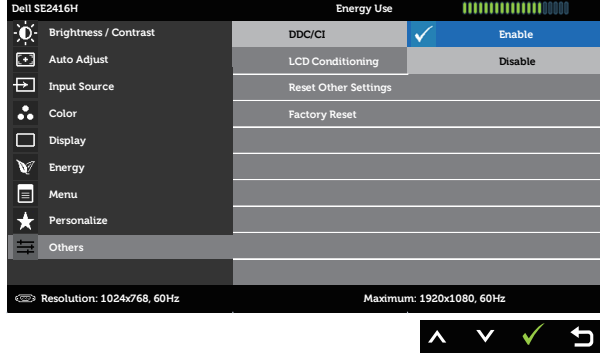 Dell SE2416H Energy Use
Brightness / Contrast DDC/CI Enable
Auto Adjust LCD Conditioning Disable
Input Source Reset Other Settings
Color Factory Reset
Display
Energy
Menu
Personalize
Others
Resolution: 1024x768, 60Hz Maximum: 1920x1080, 60Hz